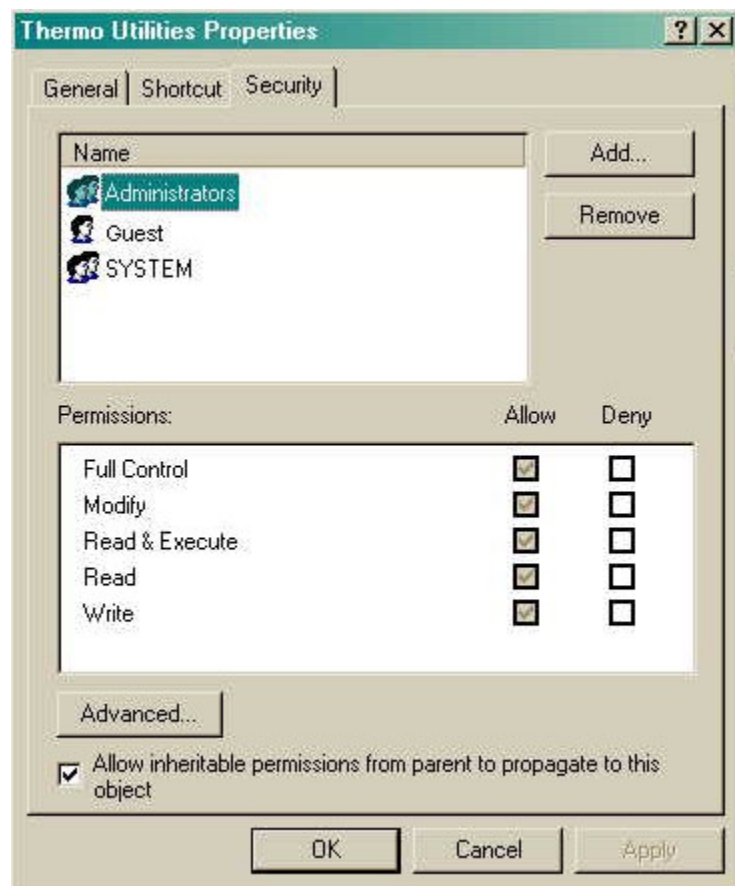 Thermo Utilities Properties
General Shortcut Security
Name
Add...
Administrators
Remove
Guest
SYSTEM
Permissions: Allow Deny
Full Control
Modify
Read & Execute
Read
Write
Advanced...
Allow inheritable permissions from parent to propagate to this
object
OK Cancel Apply